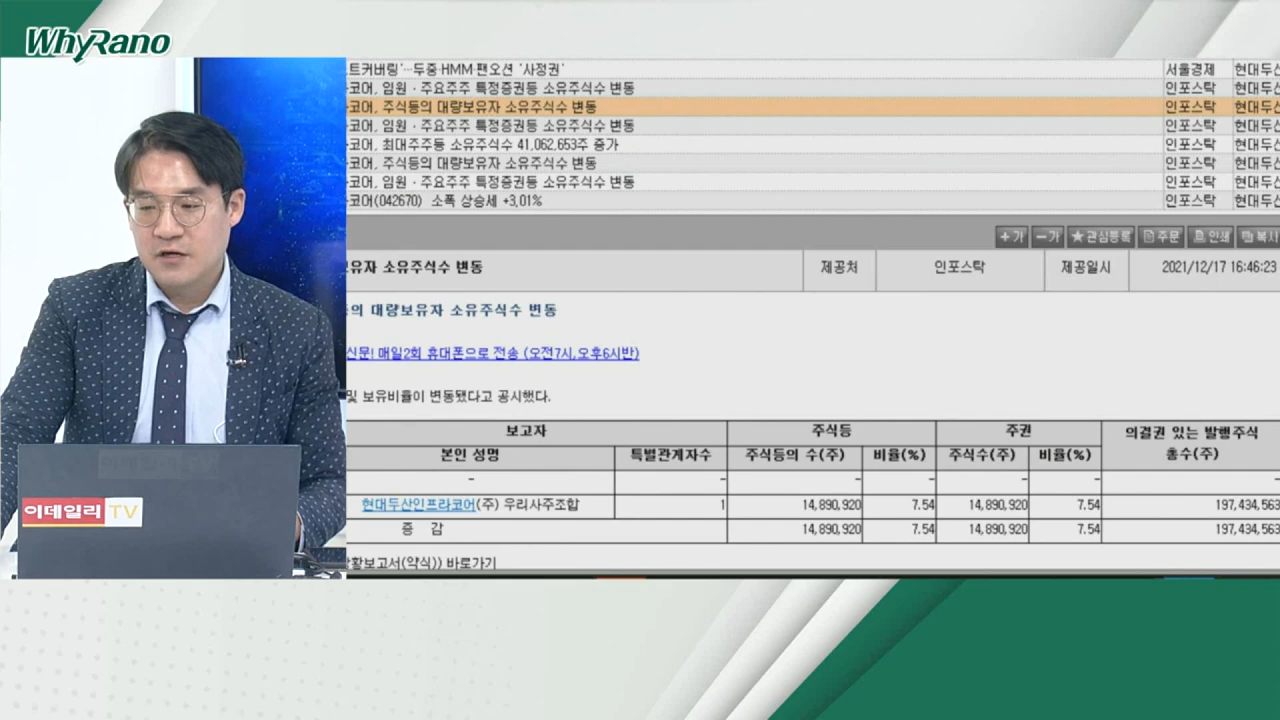 WhyRano
트커버링'…두중·HMM·팬오션 '사정권' 서울경제 현대두산
코어, 임원ㆍ주요주주 특정증권등 소유주식수 변동 인포스탁 현대두산
코어, 주식등의 대량보유자 소유주식수 변동 인포스탁 현대두산
코어, 임원ㆍ주요주주 특정증권등 소유주식수 변동 인포스탁 현대두산
코어, 최대주주등 소유주식수 41,062,653주 증가 인포스탁 현대두산
코어, 주식등의 대량보유자 소유주식수 변동 인포스탁 현대두산
코어, 임원ㆍ주요주주 특정증권등 소유주식수 변동 인포스탁 현대두산
코어(042670) 소폭 상승세 +3,01% 인포스탁 현대두산
+가 -가 ★관심등록 주문 인쇄 복사
유자 소유주식수 변동 제공처 인포스탁 제공일시 2021/12/17 16:46:23
등의 대량보유자 소유주식수 변동
신문! 매일2회 휴대폰으로 전송 (오전7시,오후6시반)
및 보유비율이 변동됐다고 공시했다.
보고자 주식등 주권 의결권 있는 발행주식
총수(주)
본인 성명 특별관계자수 주식등의 수(주) 비율(%) 주식수(주) 비율(%)
- - - - - - -
현대두산인프라코어(주) 우리사주조합 1 14,890,920 7.54 14,890,920 7.54 197,434,563
증 감 14,890,920 7.54 14,890,920 7.54 197,434,563
상황보고서(약식)) 바로가기
이데일리 TV